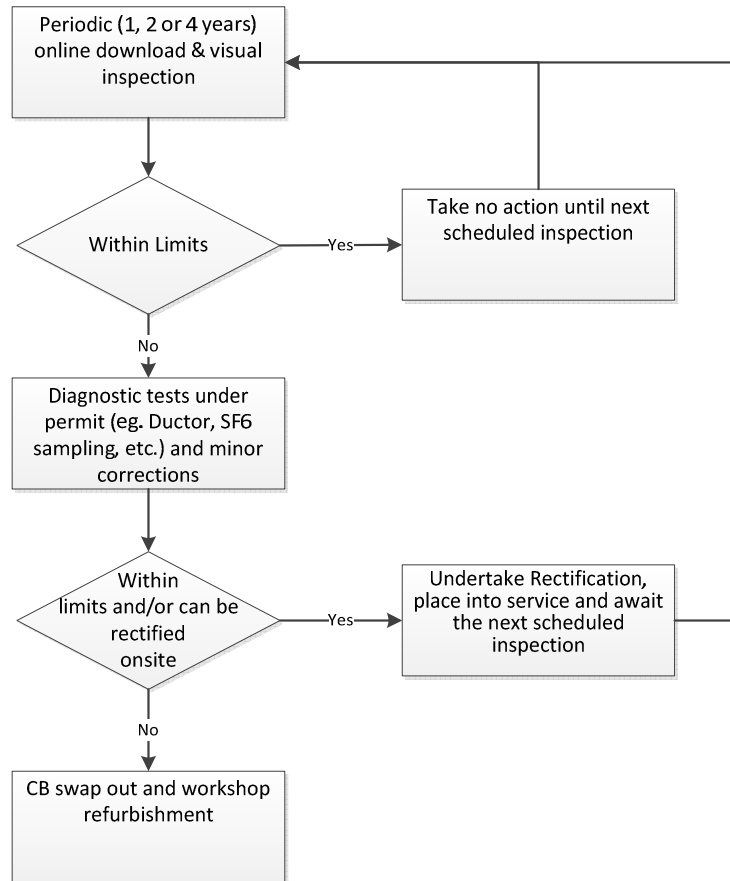 Periodic (1, 2 or 4 years)
online download & visual
inspection
Within Limits
Yes
Take no action until next
scheduled inspection
No
Diagnostic tests under
permit (eg. Ductor, SF6
sampling, etc.) and minor
corrections
Within
limits and/or can be
rectified
onsite
Yes
Undertake Rectification,
place into service and await
the next scheduled
inspection
No
CB swap out and workshop
refurbishment